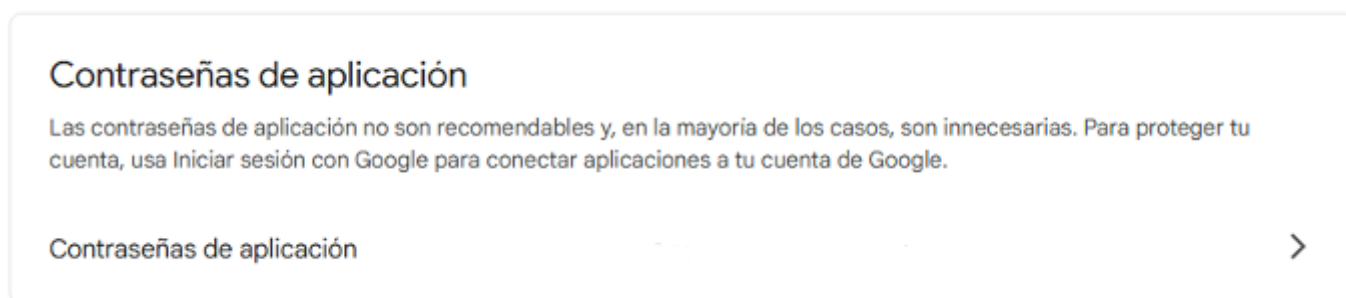 Contraseñas de aplicación
Las contraseñas de aplicación no son recomendables y, en la mayoría de los casos, son innecesarias. Para proteger tu
cuenta, usa Iniciar sesión con Google para conectar aplicaciones a tu cuenta de Google.
Contraseñas de aplicación